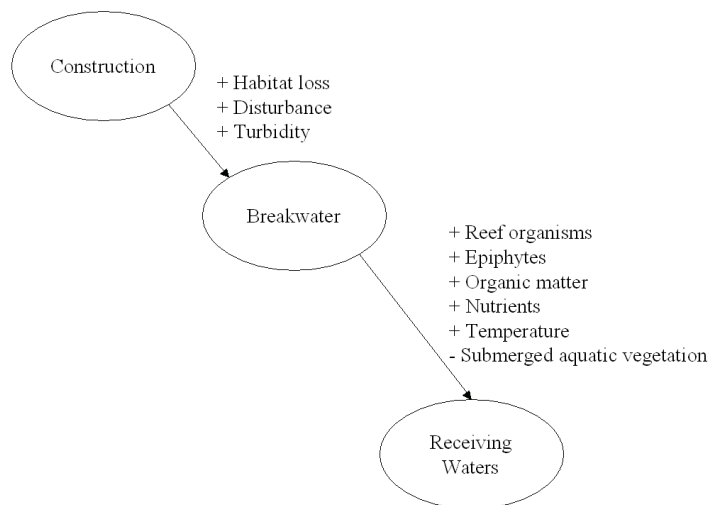 Construction
+ Habitat loss
+ Disturbance
+ Turbidity
Breakwater
+ Reef organisms
+ Epiphytes
+ Organic matter
+ Nutrients
+ Temperature
- Submerged aquatic vegetation
Receiving
Waters